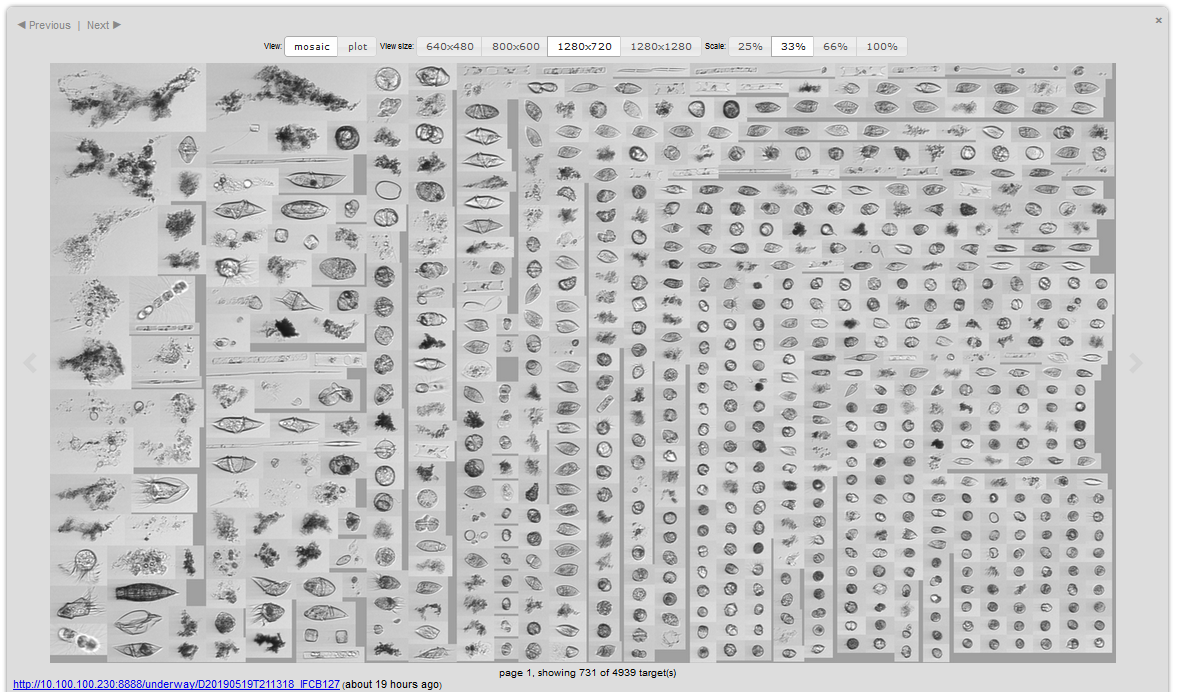 ◀ Previous | Next ▶
×
View: mosaic plot View size: 640x480 800x600 1280x720 1280x1280 Scale: 25% 33% 66% 100%
page 1, showing 731 of 4939 target(s)
http://10.100.100.230:8888/underway/D20190519T211318_IFCB127 (about 19 hours ago)